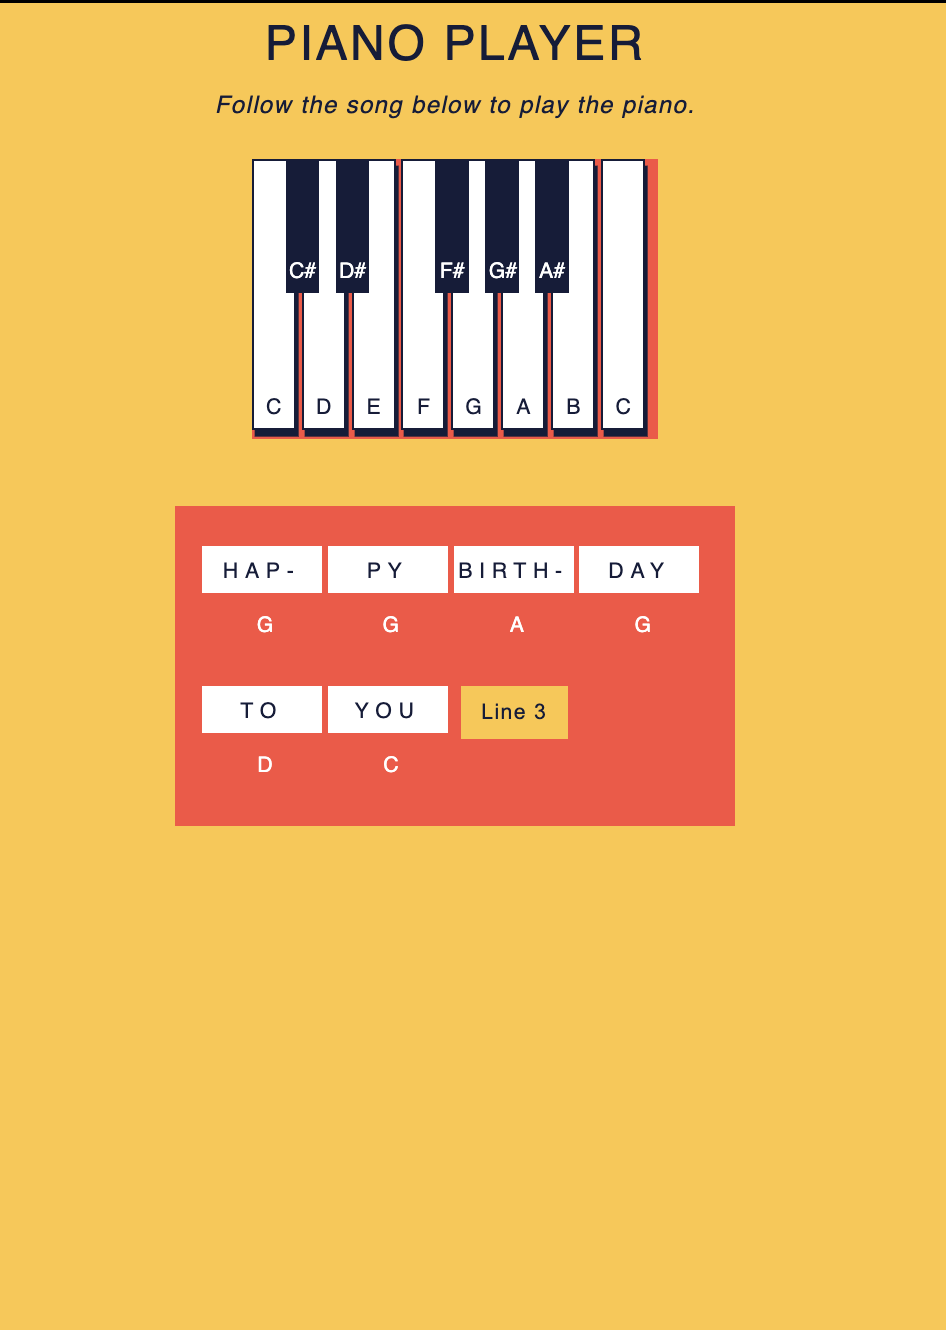 PIANO PLAYER
Follow the song below to play the piano.
C# D# F# G# A#
C D E F G A B C
HAP- PY BIRTH- DAY
G G A G
TO YOU Line 3
D C